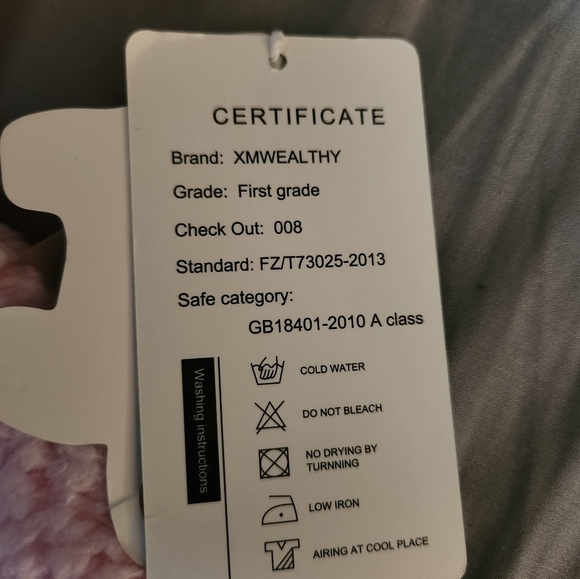 CERTIFICATE
Brand: XMWEALTHY
Grade: First grade
Check Out: 008
Standard: FZ/T73025-2013
Safe category:
GB18401-2010 A class
Washing instructions
COLD WATER
DO NOT BLEACH
NO DRYING BY
TURNNING
LOW IRON
AIRING AT COOL PLACE